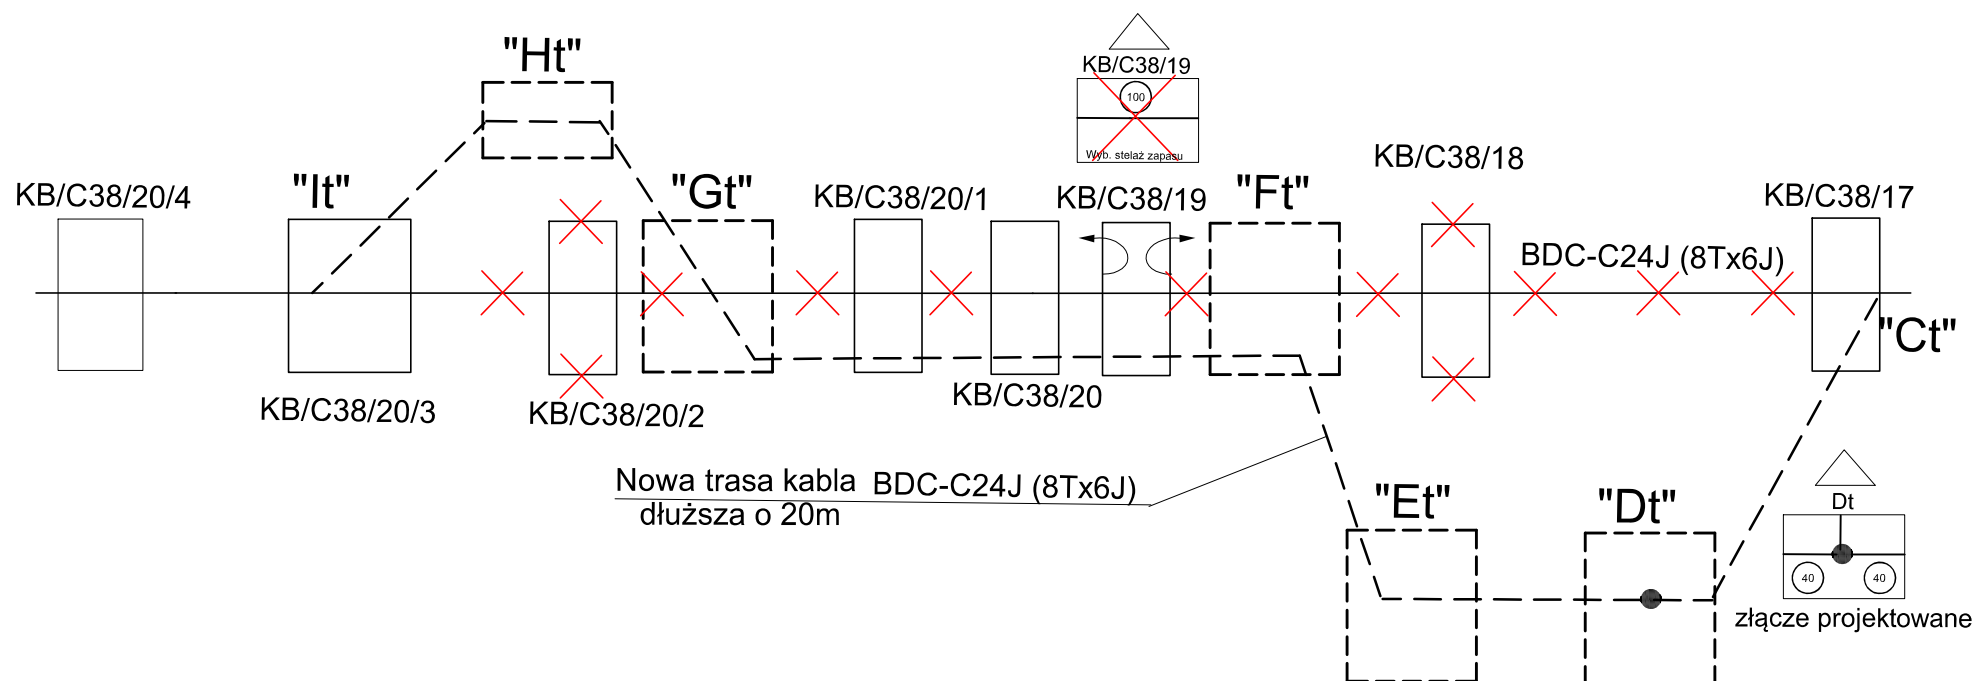 "Ht"
KB/C38/19
100
Wyb. stelaż zapasu
KB/C38/20/4
"It"
"Gt"
KB/C38/20/1
KB/C38/19
"Ft"
KB/C38/18
KB/C38/17
BDC-C24J (8Tx6J)
"Ct"
KB/C38/20/3
KB/C38/20/2
KB/C38/20
Nowa trasa kabla BDC-C24J (8Tx6J)
dłuższa o 20m
"Et"
"Dt"
Dt
40 40
złącze projektowane